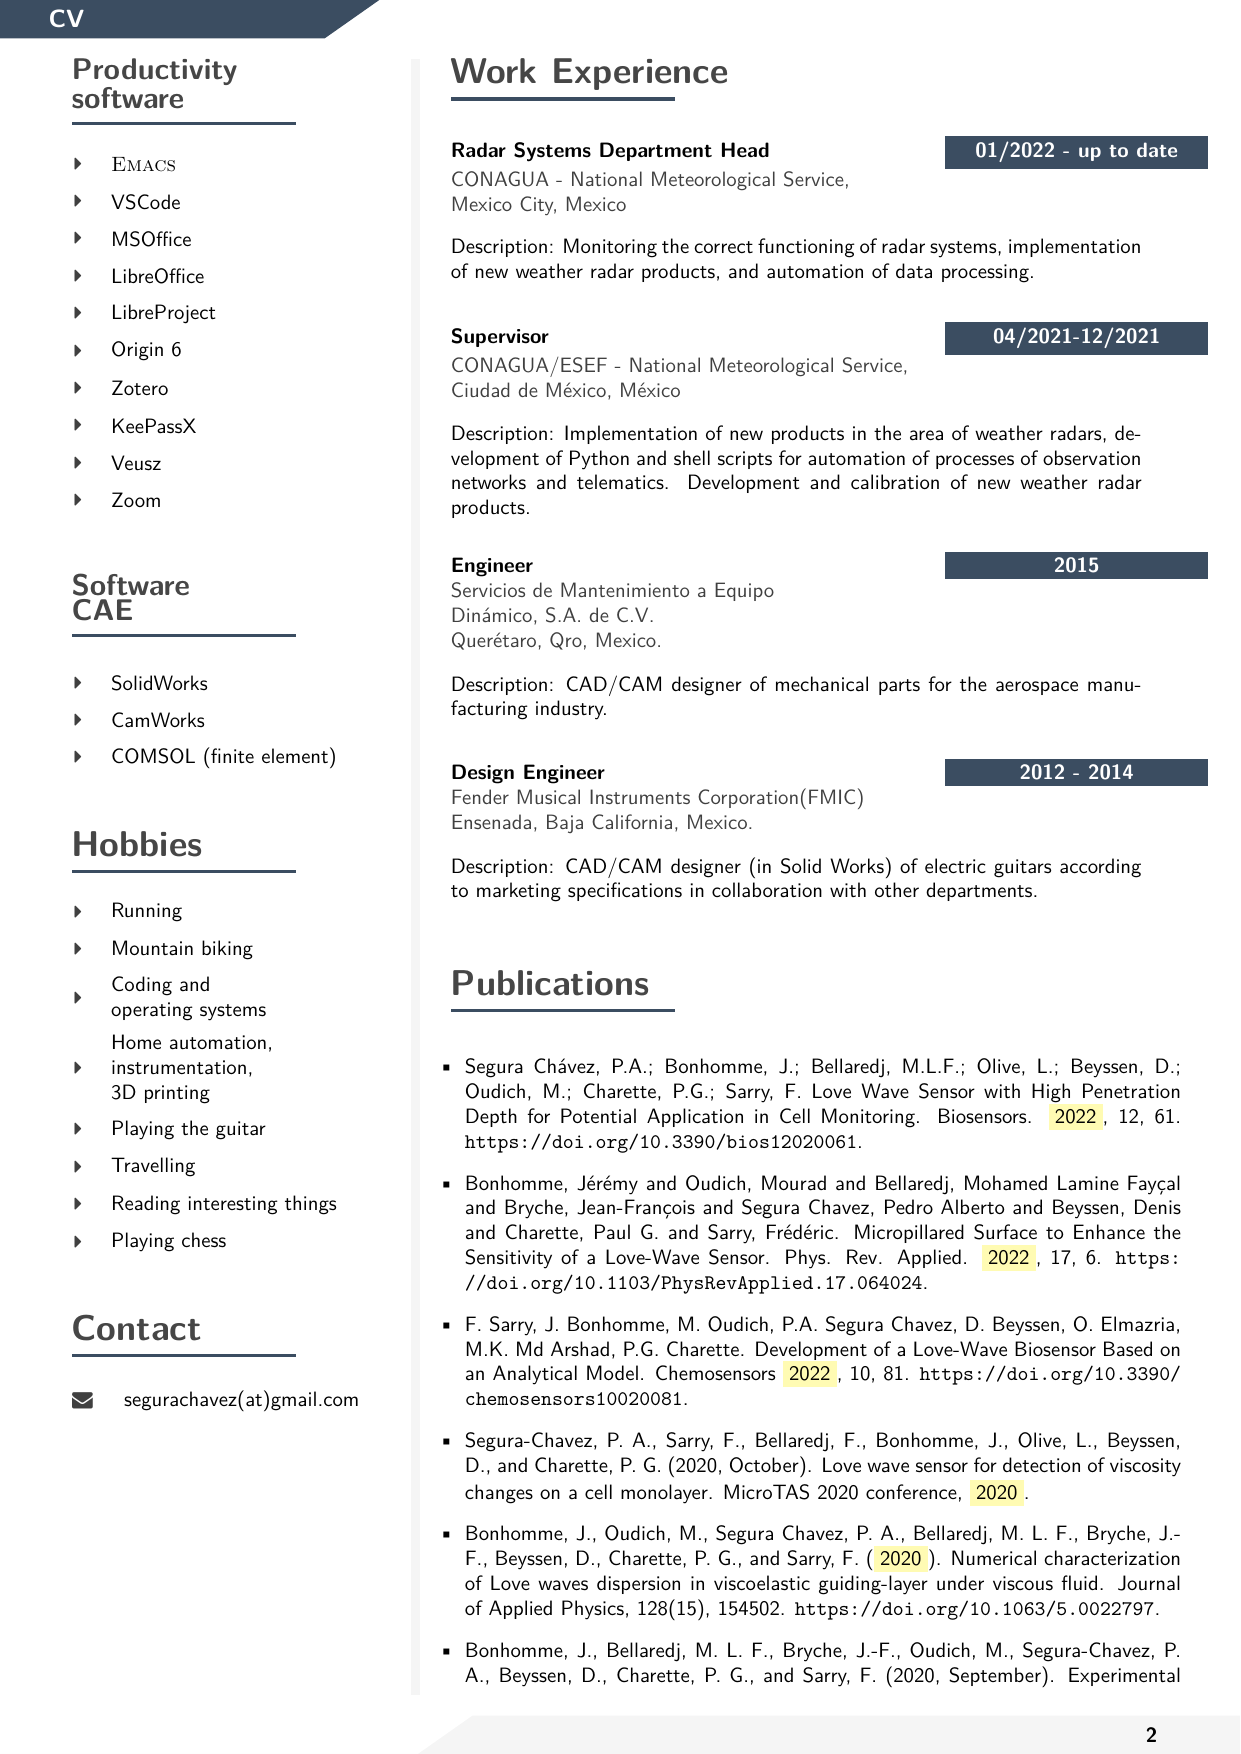 CV
Productivity
software
Emacs
VSCode
MSOffice
LibreOffice
LibreProject
Origin 6
Zotero
KeePassX
Veusz
Zoom
Software
CAE
SolidWorks
CamWorks
COMSOL (finite element)
Hobbies
Running
Mountain biking
Coding and
operating systems
Home automation,
instrumentation,
3D printing
Playing the guitar
Travelling
Reading interesting things
Playing chess
Contact
segurachavez(at)gmail.com
Work Experience
Radar Systems Department Head
01/2022 - up to date
CONAGUA - National Meteorological Service,
Mexico City, Mexico
Description: Monitoring the correct functioning of radar systems, implementation
of new weather radar products, and automation of data processing.
Supervisor
04/2021-12/2021
CONAGUA/ESEF - National Meteorological Service,
Ciudad de México, México
Description: Implementation of new products in the area of weather radars, de-
velopment of Python and shell scripts for automation of processes of observation
networks and telematics. Development and calibration of new weather radar
products.
Engineer
2015
Servicios de Mantenimiento a Equipo
Dinámico, S.A. de C.V.
Querétaro, Qro, Mexico.
Description: CAD/CAM designer of mechanical parts for the aerospace manu-
facturing industry.
Design Engineer
2012 - 2014
Fender Musical Instruments Corporation(FMIC)
Ensenada, Baja California, Mexico.
Description: CAD/CAM designer (in Solid Works) of electric guitars according
to marketing specifications in collaboration with other departments.
Publications
Segura Chávez, P.A.; Bonhomme, J.; Bellaredj, M.L.F.; Olive, L.; Beyssen, D.;
Oudich, M.; Charette, P.G.; Sarry, F. Love Wave Sensor with High Penetration
Depth for Potential Application in Cell Monitoring. Biosensors. 2022, 12, 61.
https://doi.org/10.3390/bios12020061.
Bonhomme, Jérémy and Oudich, Mourad and Bellaredj, Mohamed Lamine Fayçal
and Bryche, Jean-François and Segura Chavez, Pedro Alberto and Beyssen, Denis
and Charette, Paul G. and Sarry, Frédéric. Micropillared Surface to Enhance the
Sensitivity of a Love-Wave Sensor. Phys. Rev. Applied. 2022, 17, 6. https:
//doi.org/10.1103/PhysRevApplied.17.064024.
F. Sarry, J. Bonhomme, M. Oudich, P.A. Segura Chavez, D. Beyssen, O. Elmazria,
M.K. Md Arshad, P.G. Charette. Development of a Love-Wave Biosensor Based on
an Analytical Model. Chemosensors 2022, 10, 81. https://doi.org/10.3390/
chemosensors10020081.
Segura-Chavez, P. A., Sarry, F., Bellaredj, F., Bonhomme, J., Olive, L., Beyssen,
D., and Charette, P. G. (2020, October). Love wave sensor for detection of viscosity
changes on a cell monolayer. MicroTAS 2020 conference, 2020.
Bonhomme, J., Oudich, M., Segura Chavez, P. A., Bellaredj, M. L. F., Bryche, J.-
F., Beyssen, D., Charette, P. G., and Sarry, F. (2020). Numerical characterization
of Love waves dispersion in viscoelastic guiding-layer under viscous fluid. Journal
of Applied Physics, 128(15), 154502. https://doi.org/10.1063/5.0022797.
Bonhomme, J., Bellaredj, M. L. F., Bryche, J.-F., Oudich, M., Segura-Chavez, P.
A., Beyssen, D., Charette, P. G., and Sarry, F. (2020, September). Experimental
2